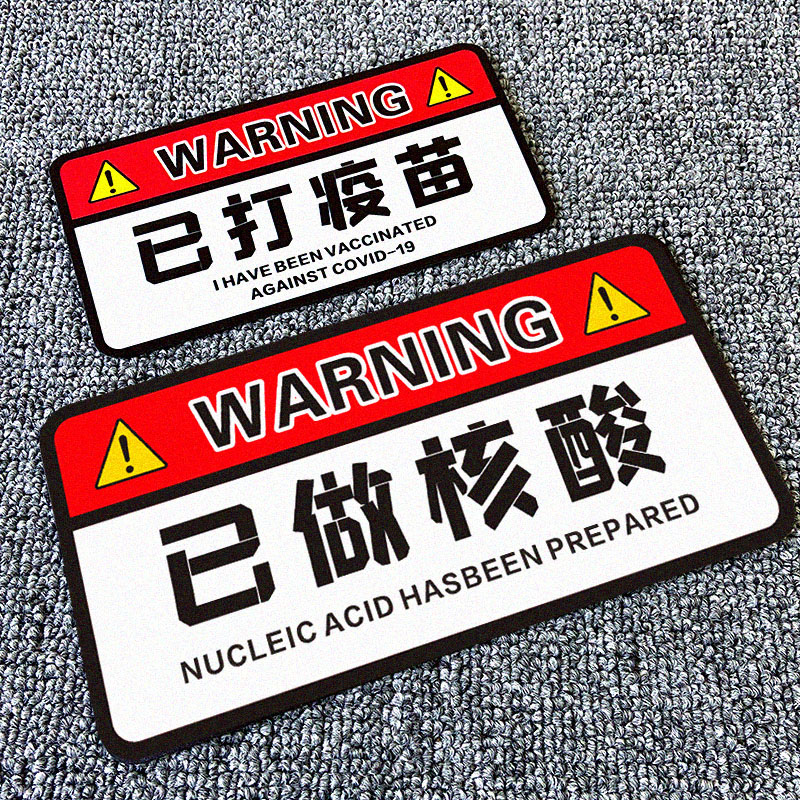 WARNING
已打疫苗
I HAVE BEEN VACCINATED
AGAINST COVID-19
WARNING
已做核酸
NUCLEIC ACID HASBEEN PREPARED